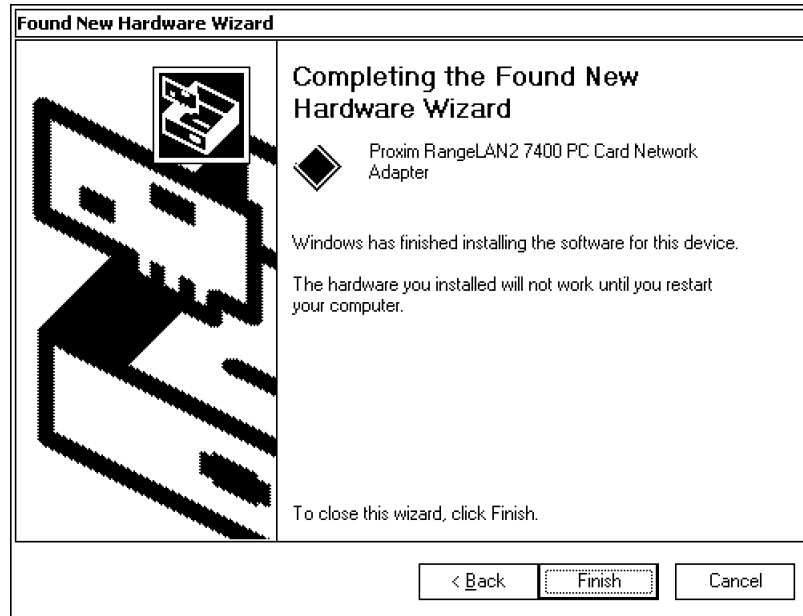 Found New Hardware Wizard
Completing the Found New
Hardware Wizard
Proxim RangeLAN2 7400 PC Card Network
Adapter
Windows has finished installing the software for this device.
The hardware you installed will not work until you restart
your computer.
To close this wizard, click Finish.
< Back Finish Cancel